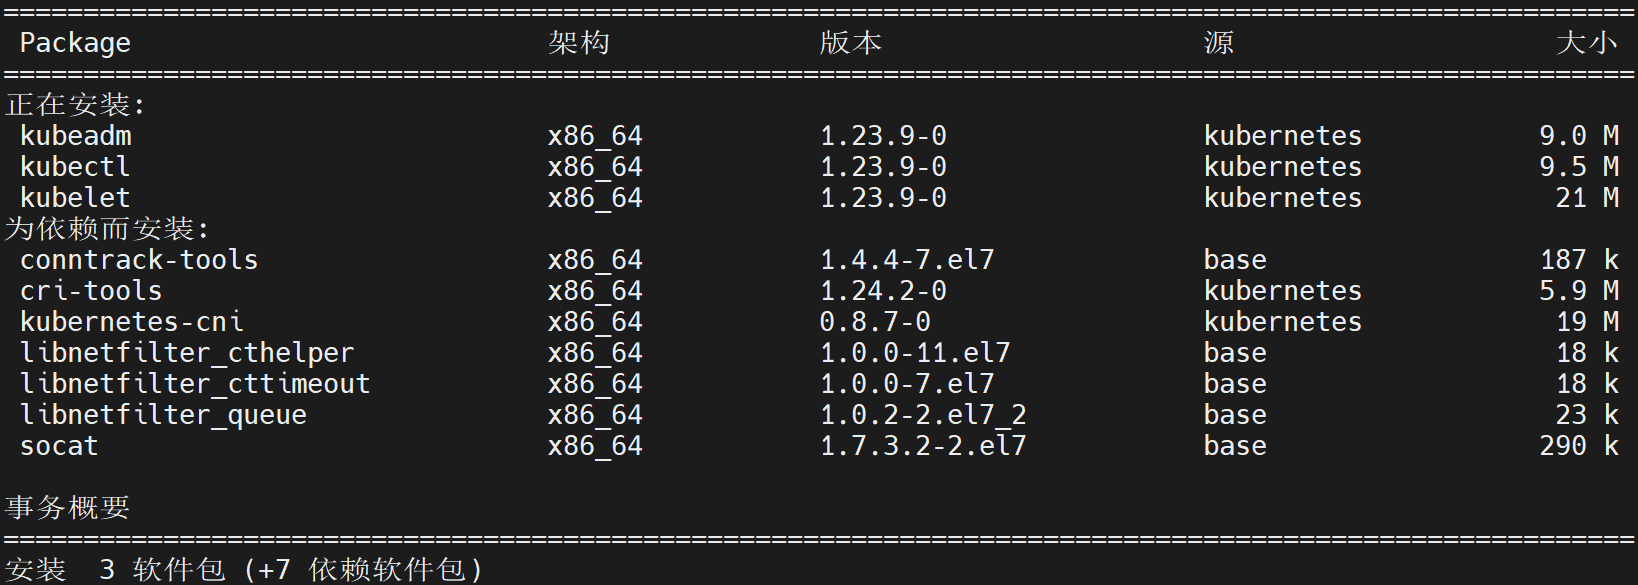 ================================================================================
Package 架构 版本 源 大小
================================================================================
正在安装:
kubeadm x86_64 1.23.9-0 kubernetes 9.0 M
kubectl x86_64 1.23.9-0 kubernetes 9.5 M
kubelet x86_64 1.23.9-0 kubernetes 21 M
为依赖而安装:
conntrack-tools x86_64 1.4.4-7.el7 base 187 k
cri-tools x86_64 1.24.2-0 kubernetes 5.9 M
kubernetes-cni x86_64 0.8.7-0 kubernetes 19 M
libnetfilter_cthelper x86_64 1.0.0-11.el7 base 18 k
libnetfilter_cttimeout x86_64 1.0.0-7.el7 base 18 k
libnetfilter_queue x86_64 1.0.2-2.el7_2 base 23 k
socat x86_64 1.7.3.2-2.el7 base 290 k
事务概要
================================================================================
安装 3 软件包 (+7 依赖软件包)